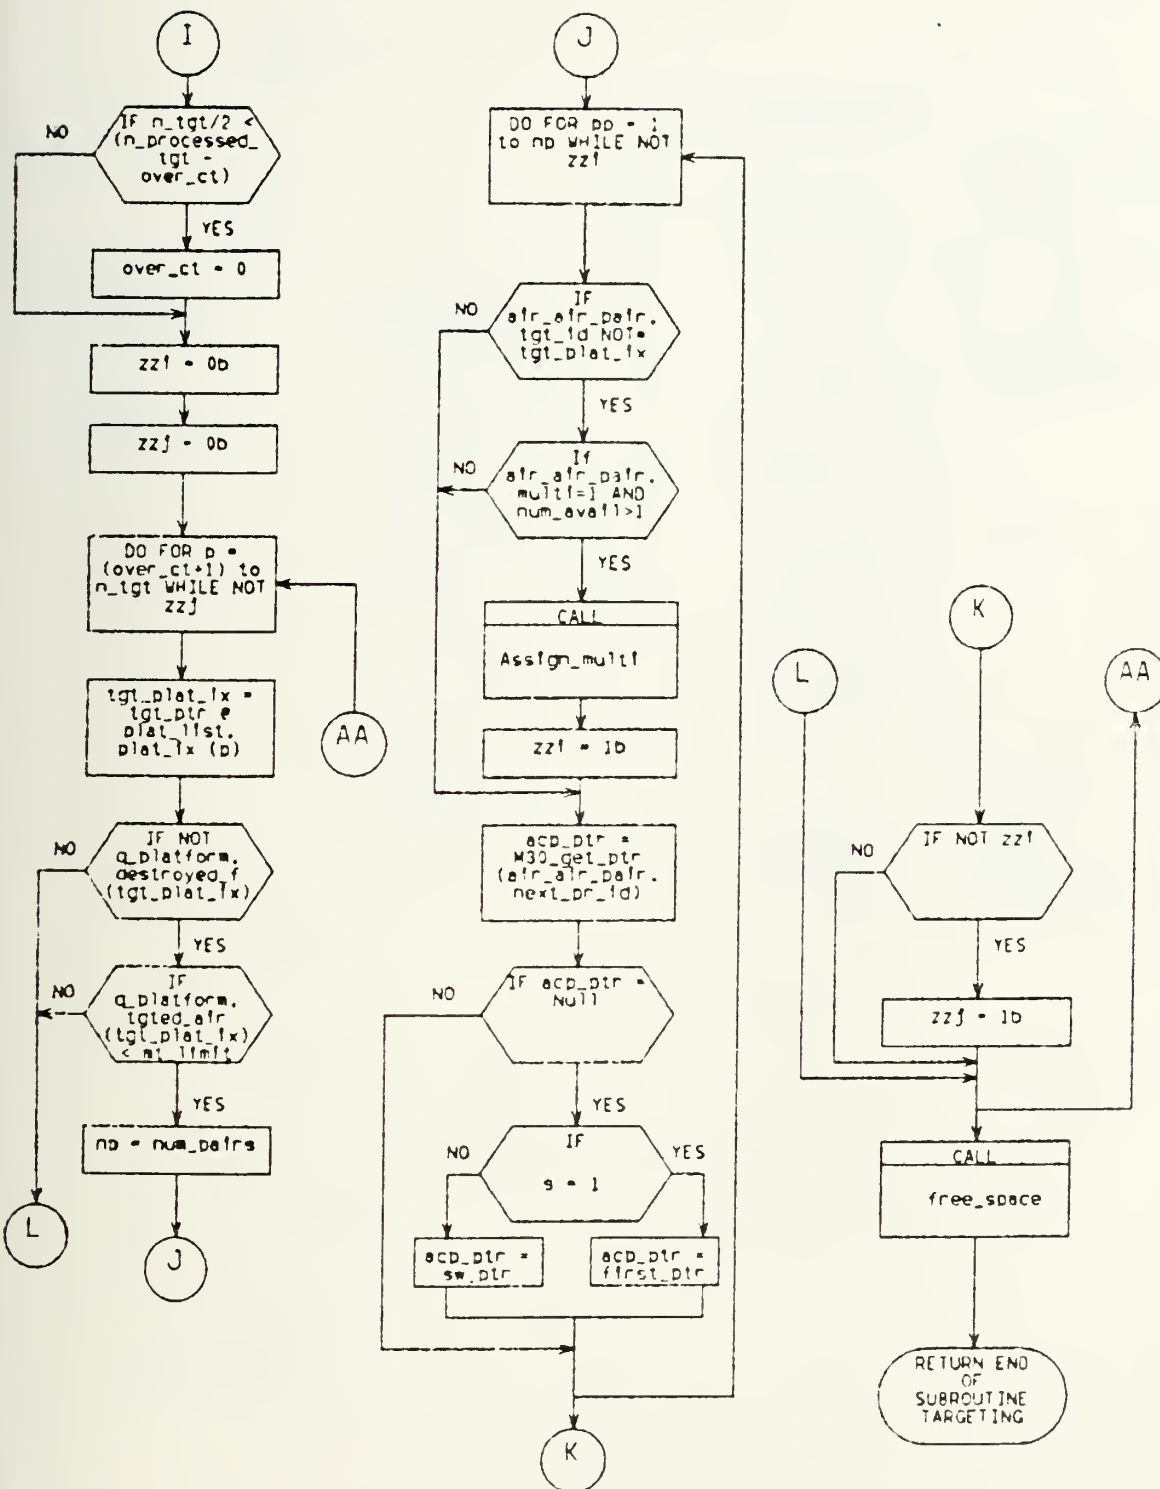 I
IF n_tgt/2 <
(n_processed_
tgt -
over_ct)
NO
YES
over_ct = 0
zzi = 0b
zzj = 0b
DO FOR p =
(over_ct+1) to
n_tgt WHILE NOT
zzj
tgt_plat_ix =
tgt_ptr @
plat_list.
plat_ix (p)
AA
IF NOT
q_platform.
destroyed_f
(tgt_plat_ix)
NO
YES
IF
q_platform.
tgted_air
(tgt_plat_ix)
< mt_limit
NO
YES
np = num_pairs
L
J
J
DO FOR pp = 1
to np WHILE NOT
zzi
IF
air_air_pair.
tgt_id NOT=
tgt_plat_ix
NO
YES
If
air_air_pair.
multi=1 AND
num_avail>1
NO
YES
CALL
Assign_multi
zzi = 1b
acp_ptr =
M30_get_ptr
(air_air_pair.
next_pr_id)
IF acp_ptr =
Null
NO
YES
IF
s = 1
NO
YES
acp_ptr =
sw_ptr
acp_ptr =
first_ptr
K
K
L
AA
IF NOT zzi
NO
YES
zzj = 1b
CALL
free_space
RETURN END
OF
SUBROUTINE
TARGETING